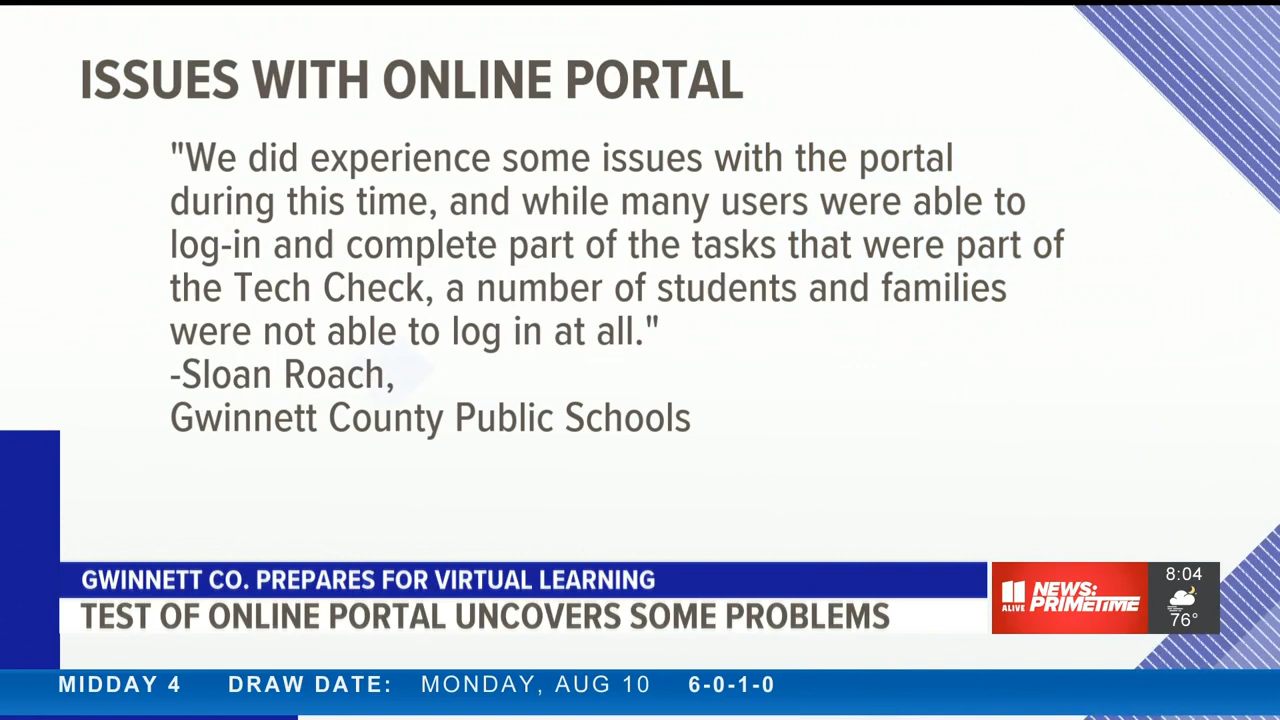 ISSUES WITH ONLINE PORTAL
"We did experience some issues with the portal
during this time, and while many users were able to
log-in and complete part of the tasks that were part of
the Tech Check, a number of students and families
were not able to log in at all."
-Sloan Roach,
Gwinnett County Public Schools
GWINNETT CO. PREPARES FOR VIRTUAL LEARNING
TEST OF ONLINE PORTAL UNCOVERS SOME PROBLEMS
11 ALIVE NEWS: PRIMETIME
8:04
76°
MIDDAY 4 DRAW DATE: MONDAY, AUG 10 6-0-1-0